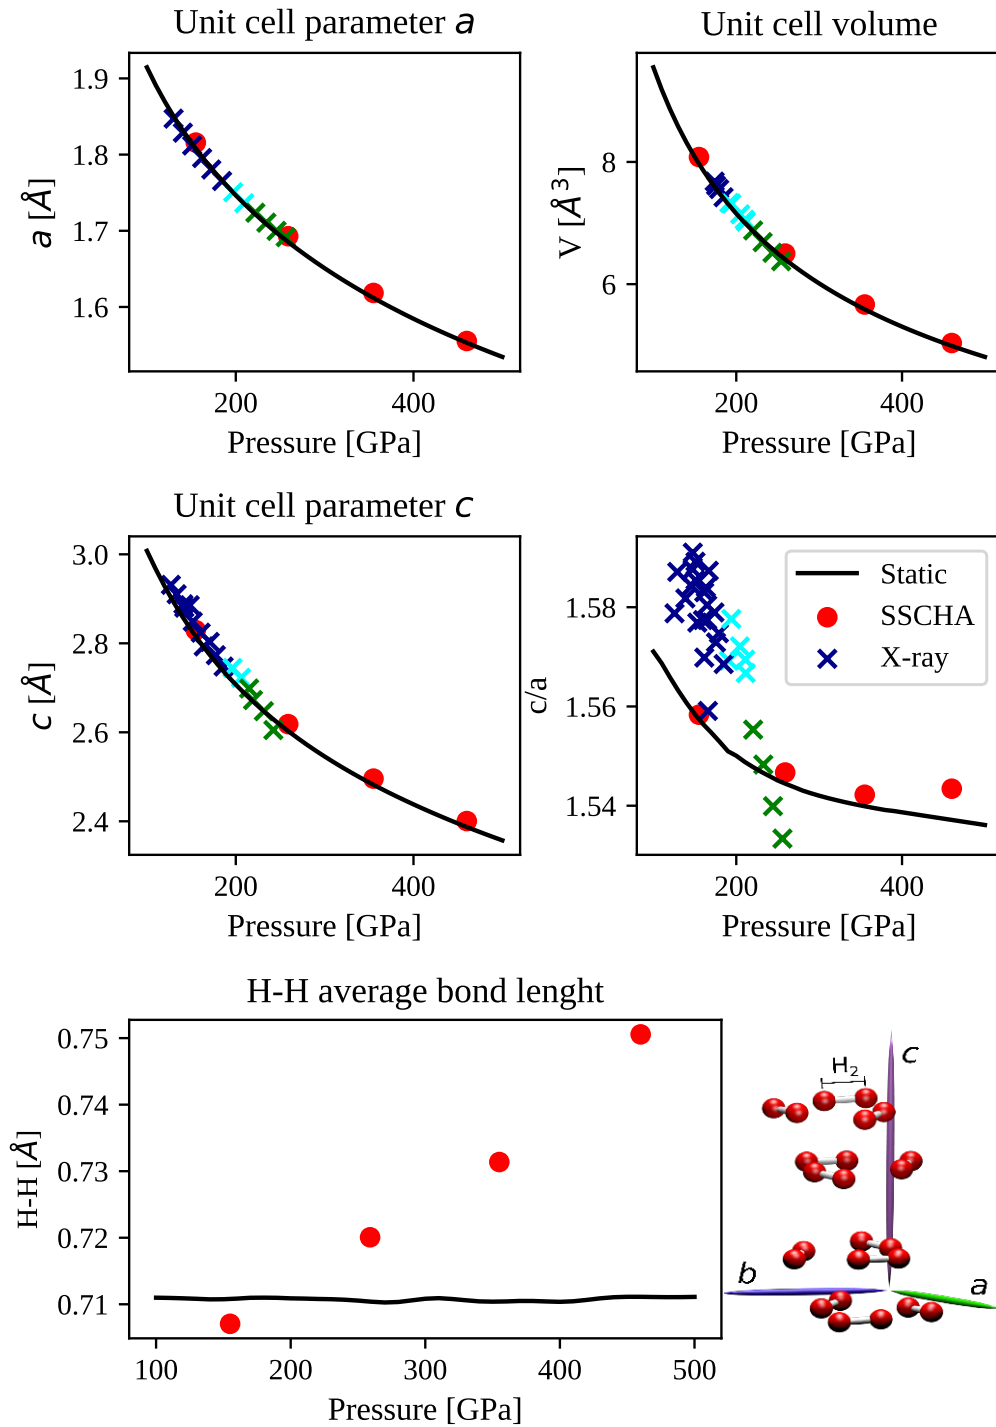 Unit cell parameter a
1.9
1.8
1.7
1.6
a [Å]
200 400
Pressure [GPa]
Unit cell volume
8
6
V [Å³]
200 400
Pressure [GPa]
Unit cell parameter c
3.0
2.8
2.6
2.4
c [Å]
200 400
Pressure [GPa]
1.58
1.56
1.54
c/a
Static
SSCHA
X-ray
200 400
Pressure [GPa]
H-H average bond lenght
0.75
0.74
0.73
0.72
0.71
H-H [Å]
100 200 300 400 500
Pressure [GPa]
c
H₂
b
a